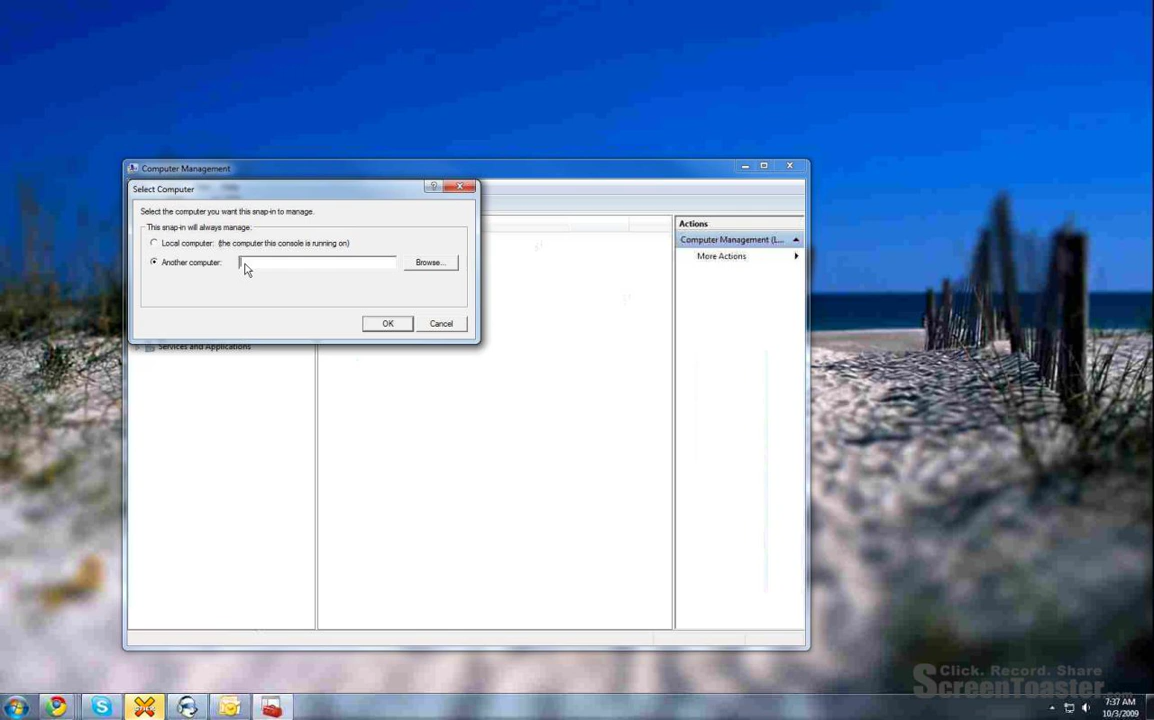 Computer Management
Select Computer
Select the computer you want this snap-in to manage.
This snap-in will always manage:
Local computer: (the computer this console is running on)
Another computer:
Browse...
OK
Cancel
Services and Applications
Actions
Computer Management (L...
More Actions
Click. Record. Share
ScreenToaster.com
7:37 AM
10/3/2009